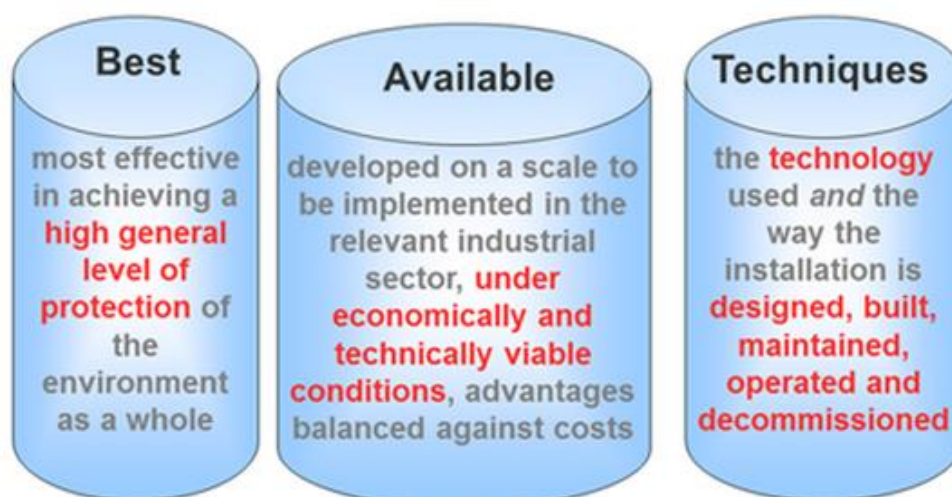 Best
most effective
in achieving a
high general
level of
protection of
the
environment
as a whole
Available
developed on a scale to
be implemented in the
relevant industrial
sector, under
economically and
technically viable
conditions, advantages
balanced against costs
Techniques
the technology
used and the
way the
installation is
designed, built,
maintained,
operated and
decommissioned